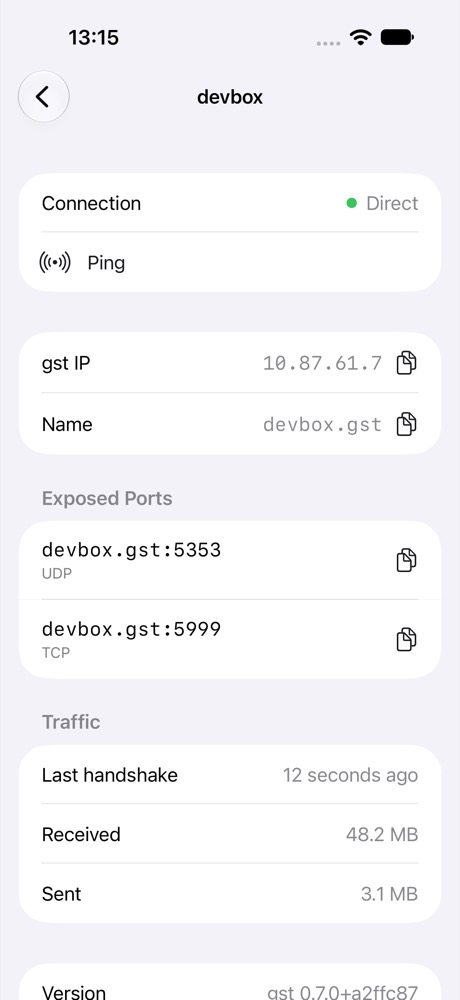 13:15
devbox
Connection
Direct
Ping
gst IP
10.87.61.7
Name
devbox.gst
Exposed Ports
devbox.gst:5353
UDP
devbox.gst:5999
TCP
Traffic
Last handshake
12 seconds ago
Received
48.2 MB
Sent
3.1 MB
Version
gst 0.7.0+a2ffc87